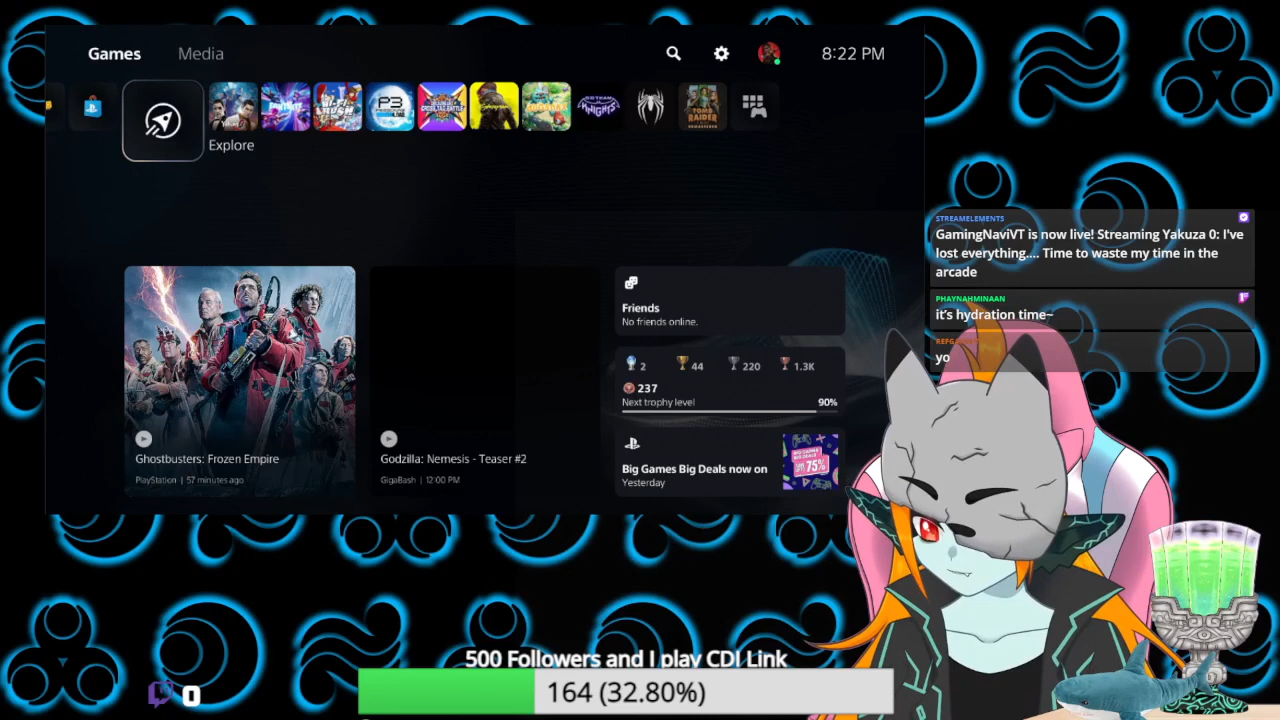 Games
Media
8:22 PM
Explore
Ghostbusters: Frozen Empire
PlayStation | 57 minutes ago
Godzilla: Nemesis - Teaser #2
GigaBash | 12:00 PM
Friends
No friends online.
2 44 220 1.3K
237
Next trophy level 90%
Big Games Big Deals now on
Yesterday
STREAMELEMENTS
GamingNaviVT is now live! Streaming Yakuza 0: I've
lost everything.... Time to waste my time in the
arcade
PHAYNAHMINAAN
it's hydration time~
yo
500 Followers and I play CDI Link
164 (32.80%)
0